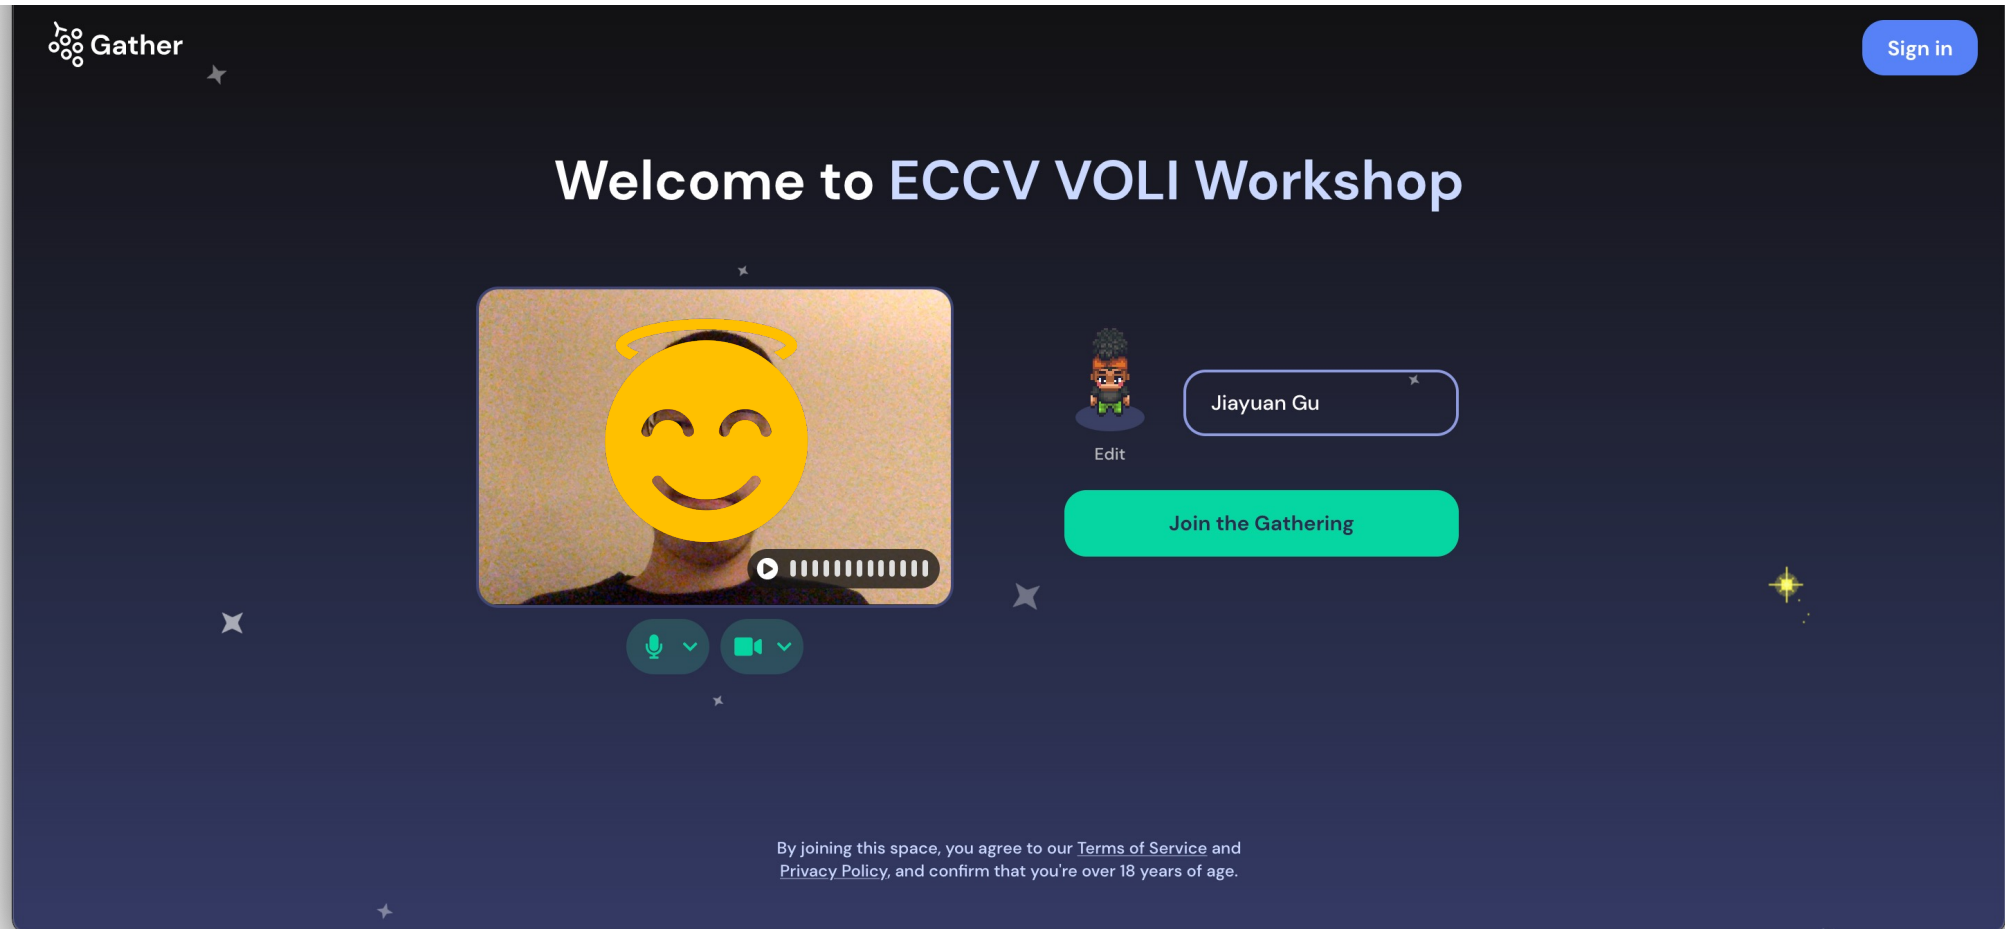 Gather
Sign in
Welcome to ECCV VOLI Workshop
Jiayuan Gu
Edit
Join the Gathering
By joining this space, you agree to our Terms of Service and
Privacy Policy, and confirm that you're over 18 years of age.